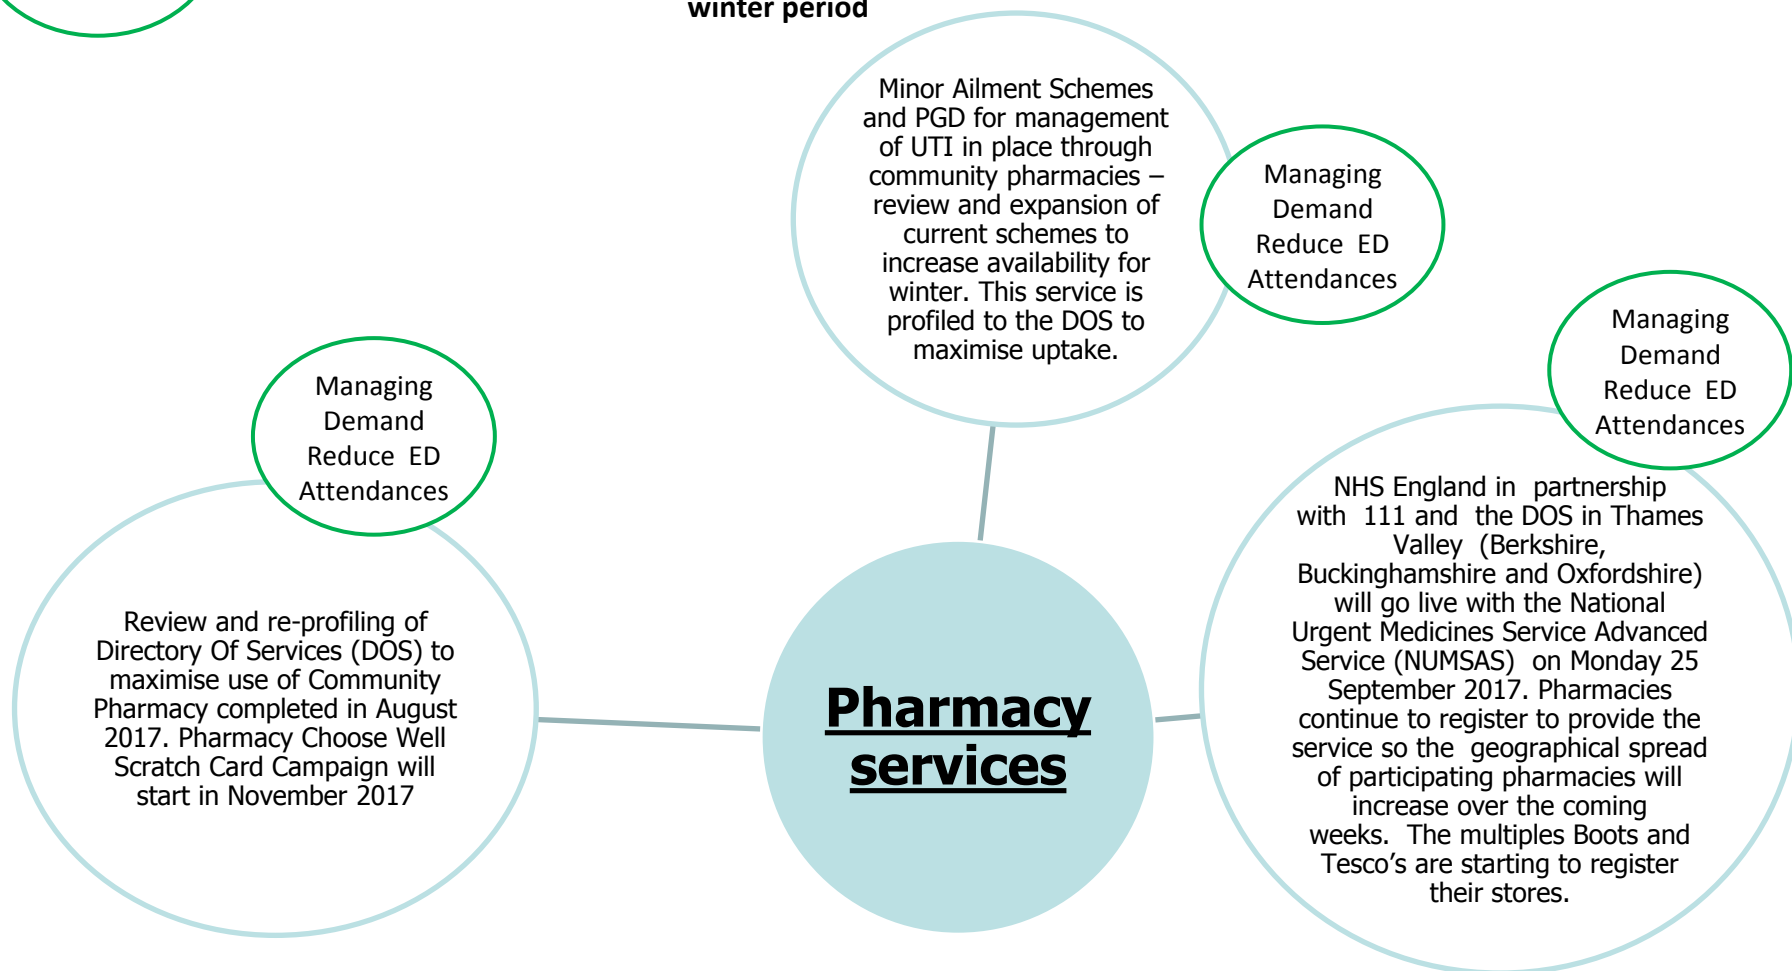 winter period
Minor Ailment Schemes
and PGD for management
of UTI in place through
community pharmacies –
review and expansion of
current schemes to
increase availability for
winter. This service is
profiled to the DOS to
maximise uptake.
Managing
Demand
Reduce  ED
Attendances
Managing
Demand
Reduce  ED
Attendances
Managing
Demand
Reduce  ED
Attendances
Review and re-profiling of
Directory Of Services (DOS) to
maximise use of Community
Pharmacy completed in August
2017. Pharmacy Choose Well
Scratch Card Campaign will
start in November 2017
Pharmacy
services
NHS England in  partnership
with  111 and  the DOS in Thames
Valley  (Berkshire,
Buckinghamshire and Oxfordshire)
will go live with the National
Urgent Medicines Service Advanced
Service (NUMSAS)  on Monday 25
September 2017. Pharmacies
continue to register to provide the
service so the  geographical spread
of participating pharmacies will
increase over the coming
weeks.  The multiples Boots and
Tesco’s are starting to register
their stores.